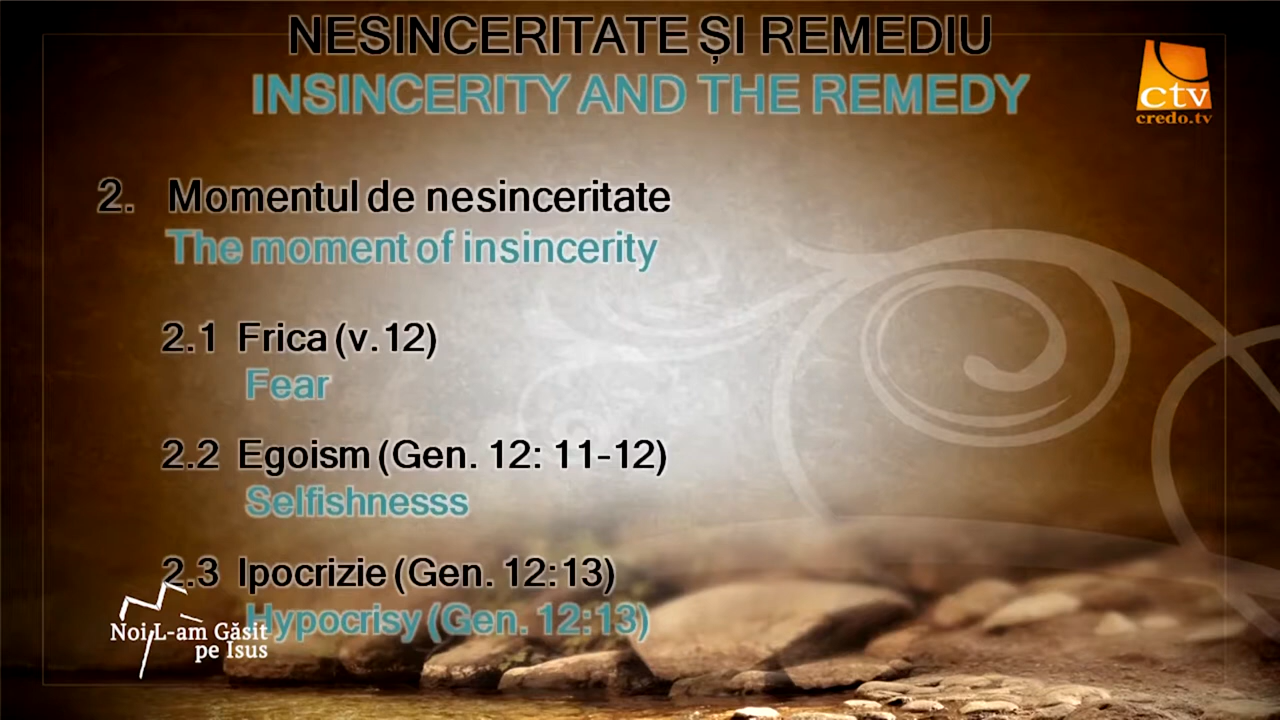 NESINCERITATE ȘI REMEDIU
INSINCERITY AND THE REMEDY
ctv
credo.tv
2. Momentul de nesinceritate
The moment of insincerity
2.1 Frica (v.12)
Fear
2.2 Egoism (Gen. 12: 11-12)
Selfishnesss
2.3 Ipocrizie (Gen. 12:13)
Hypocrisy (Gen. 12:13)
Noi L-am Găsit
pe Isus